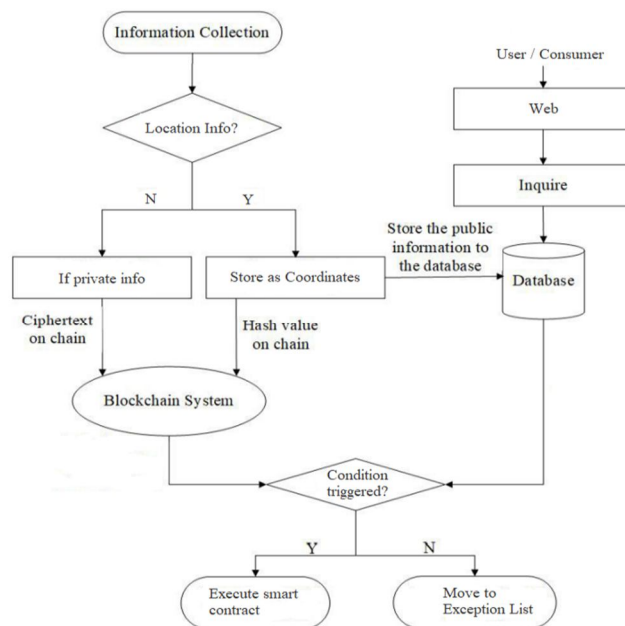 Information Collection
User / Consumer
Web
Location Info?
Inquire
N
Y
Store the public
information to
the database
If private info
Store as Coordinates
Database
Ciphertext
on chain
Hash value
on chain
Blockchain System
Condition
triggered?
Y
N
Execute smart
contract
Move to
Exception List